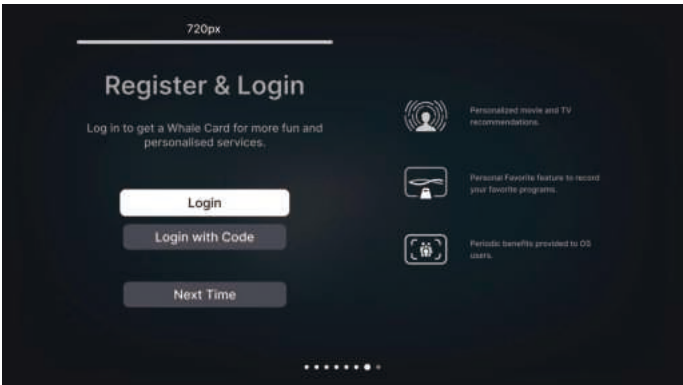 720px
Register & Login
Log in to get a Whale Card for more fun and
personalised services.
Login
Login with Code
Next Time
Personalized movie and TV
recommendations.
Personal Favorite feature to record
your favorite programs.
Periodic benefits provided to OS
users.